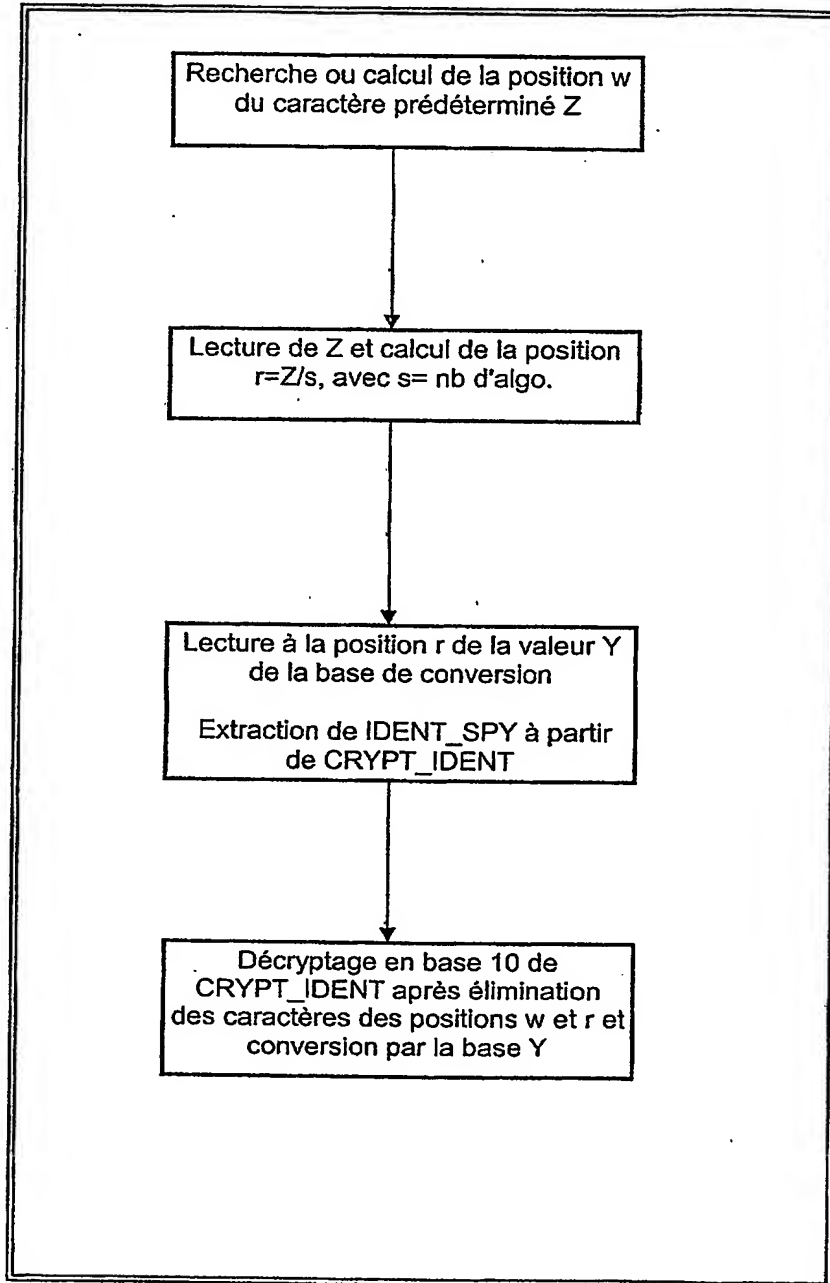 Recherche ou calcul de la position w
du caractère prédéterminé Z
Lecture de Z et calcul de la position
r=Z/s, avec s= nb d'algo.
Lecture à la position r de la valeur Y
de la base de conversion
Extraction de IDENT_SPY à partir
de CRYPT_IDENT
Décryptage en base 10 de
CRYPT_IDENT après élimination
des caractères des positions w et r et
conversion par la base Y